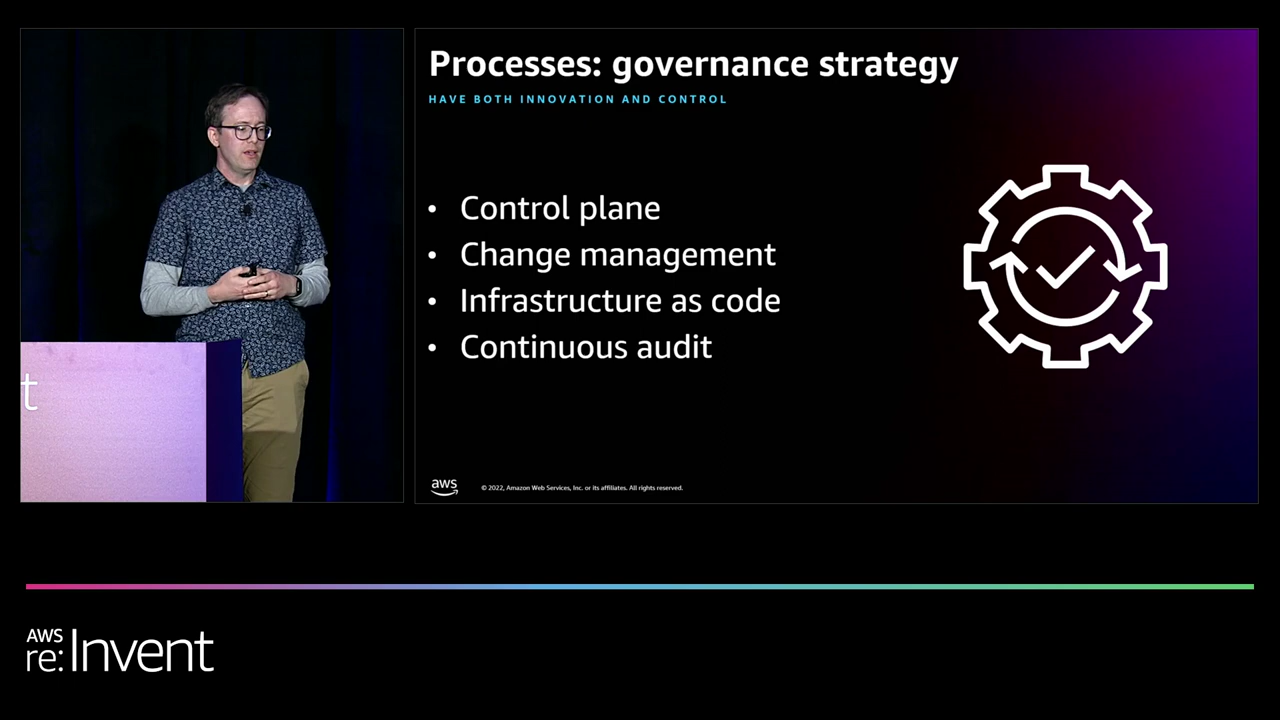 Processes: governance strategy
HAVE BOTH INNOVATION AND CONTROL
• Control plane
• Change management
• Infrastructure as code
• Continuous audit
aws
© 2022, Amazon Web Services, Inc. or its affiliates. All rights reserved.
t
AWS
re:Invent